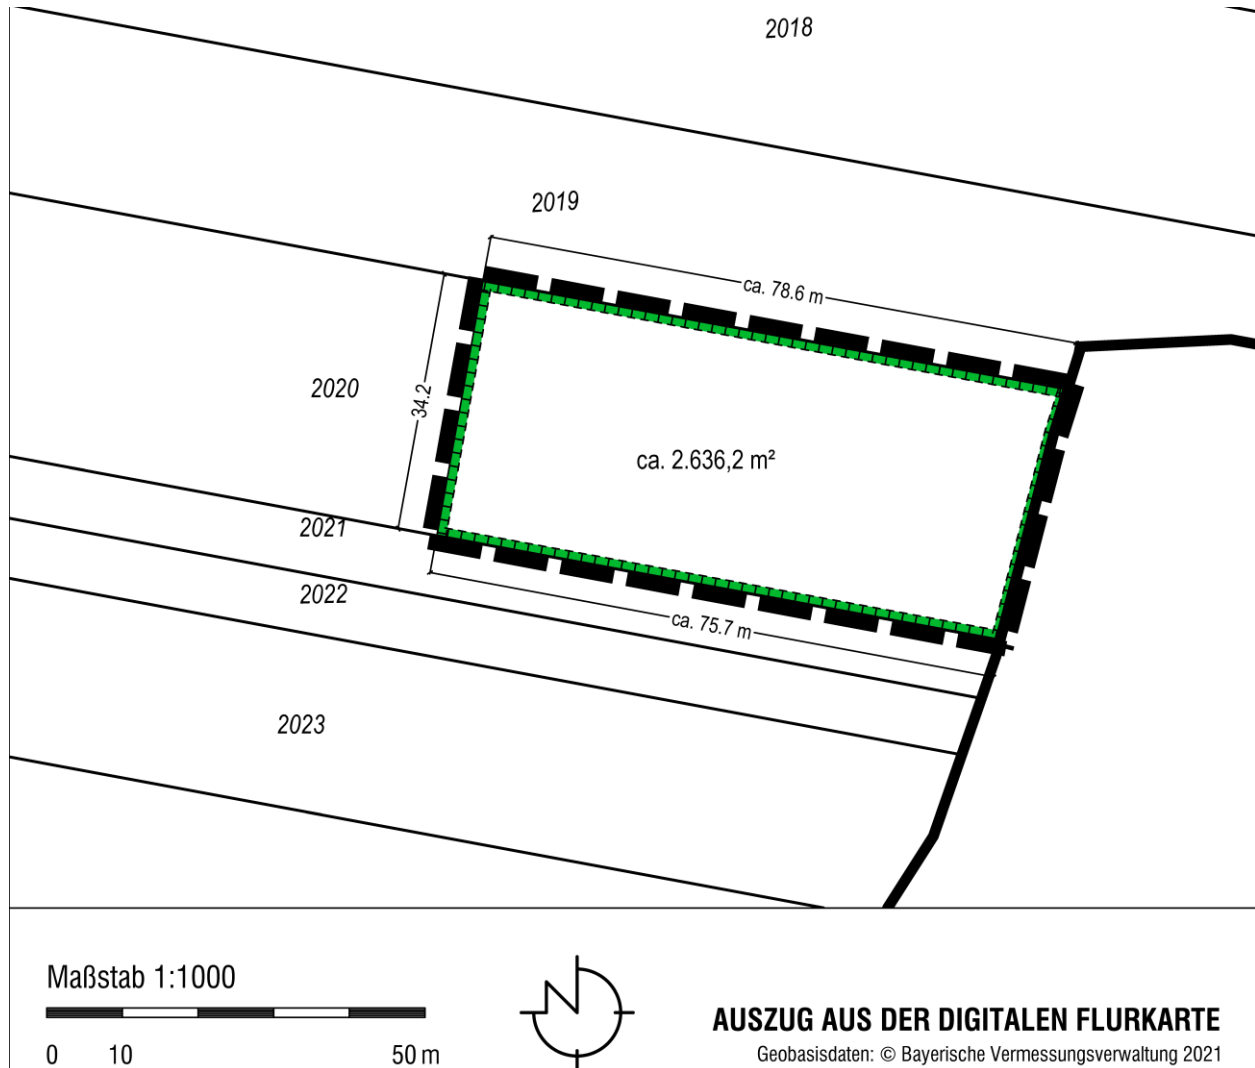 2018
2019
ca. 78.6 m
2020
34.2
ca. 2.636,2 m²
2021
2022
ca. 75.7 m
2023
Maßstab 1:1000
0 10 50 m
N
AUSZUG AUS DER DIGITALEN FLURKARTE
Geobasisdaten: © Bayerische Vermessungsverwaltung 2021